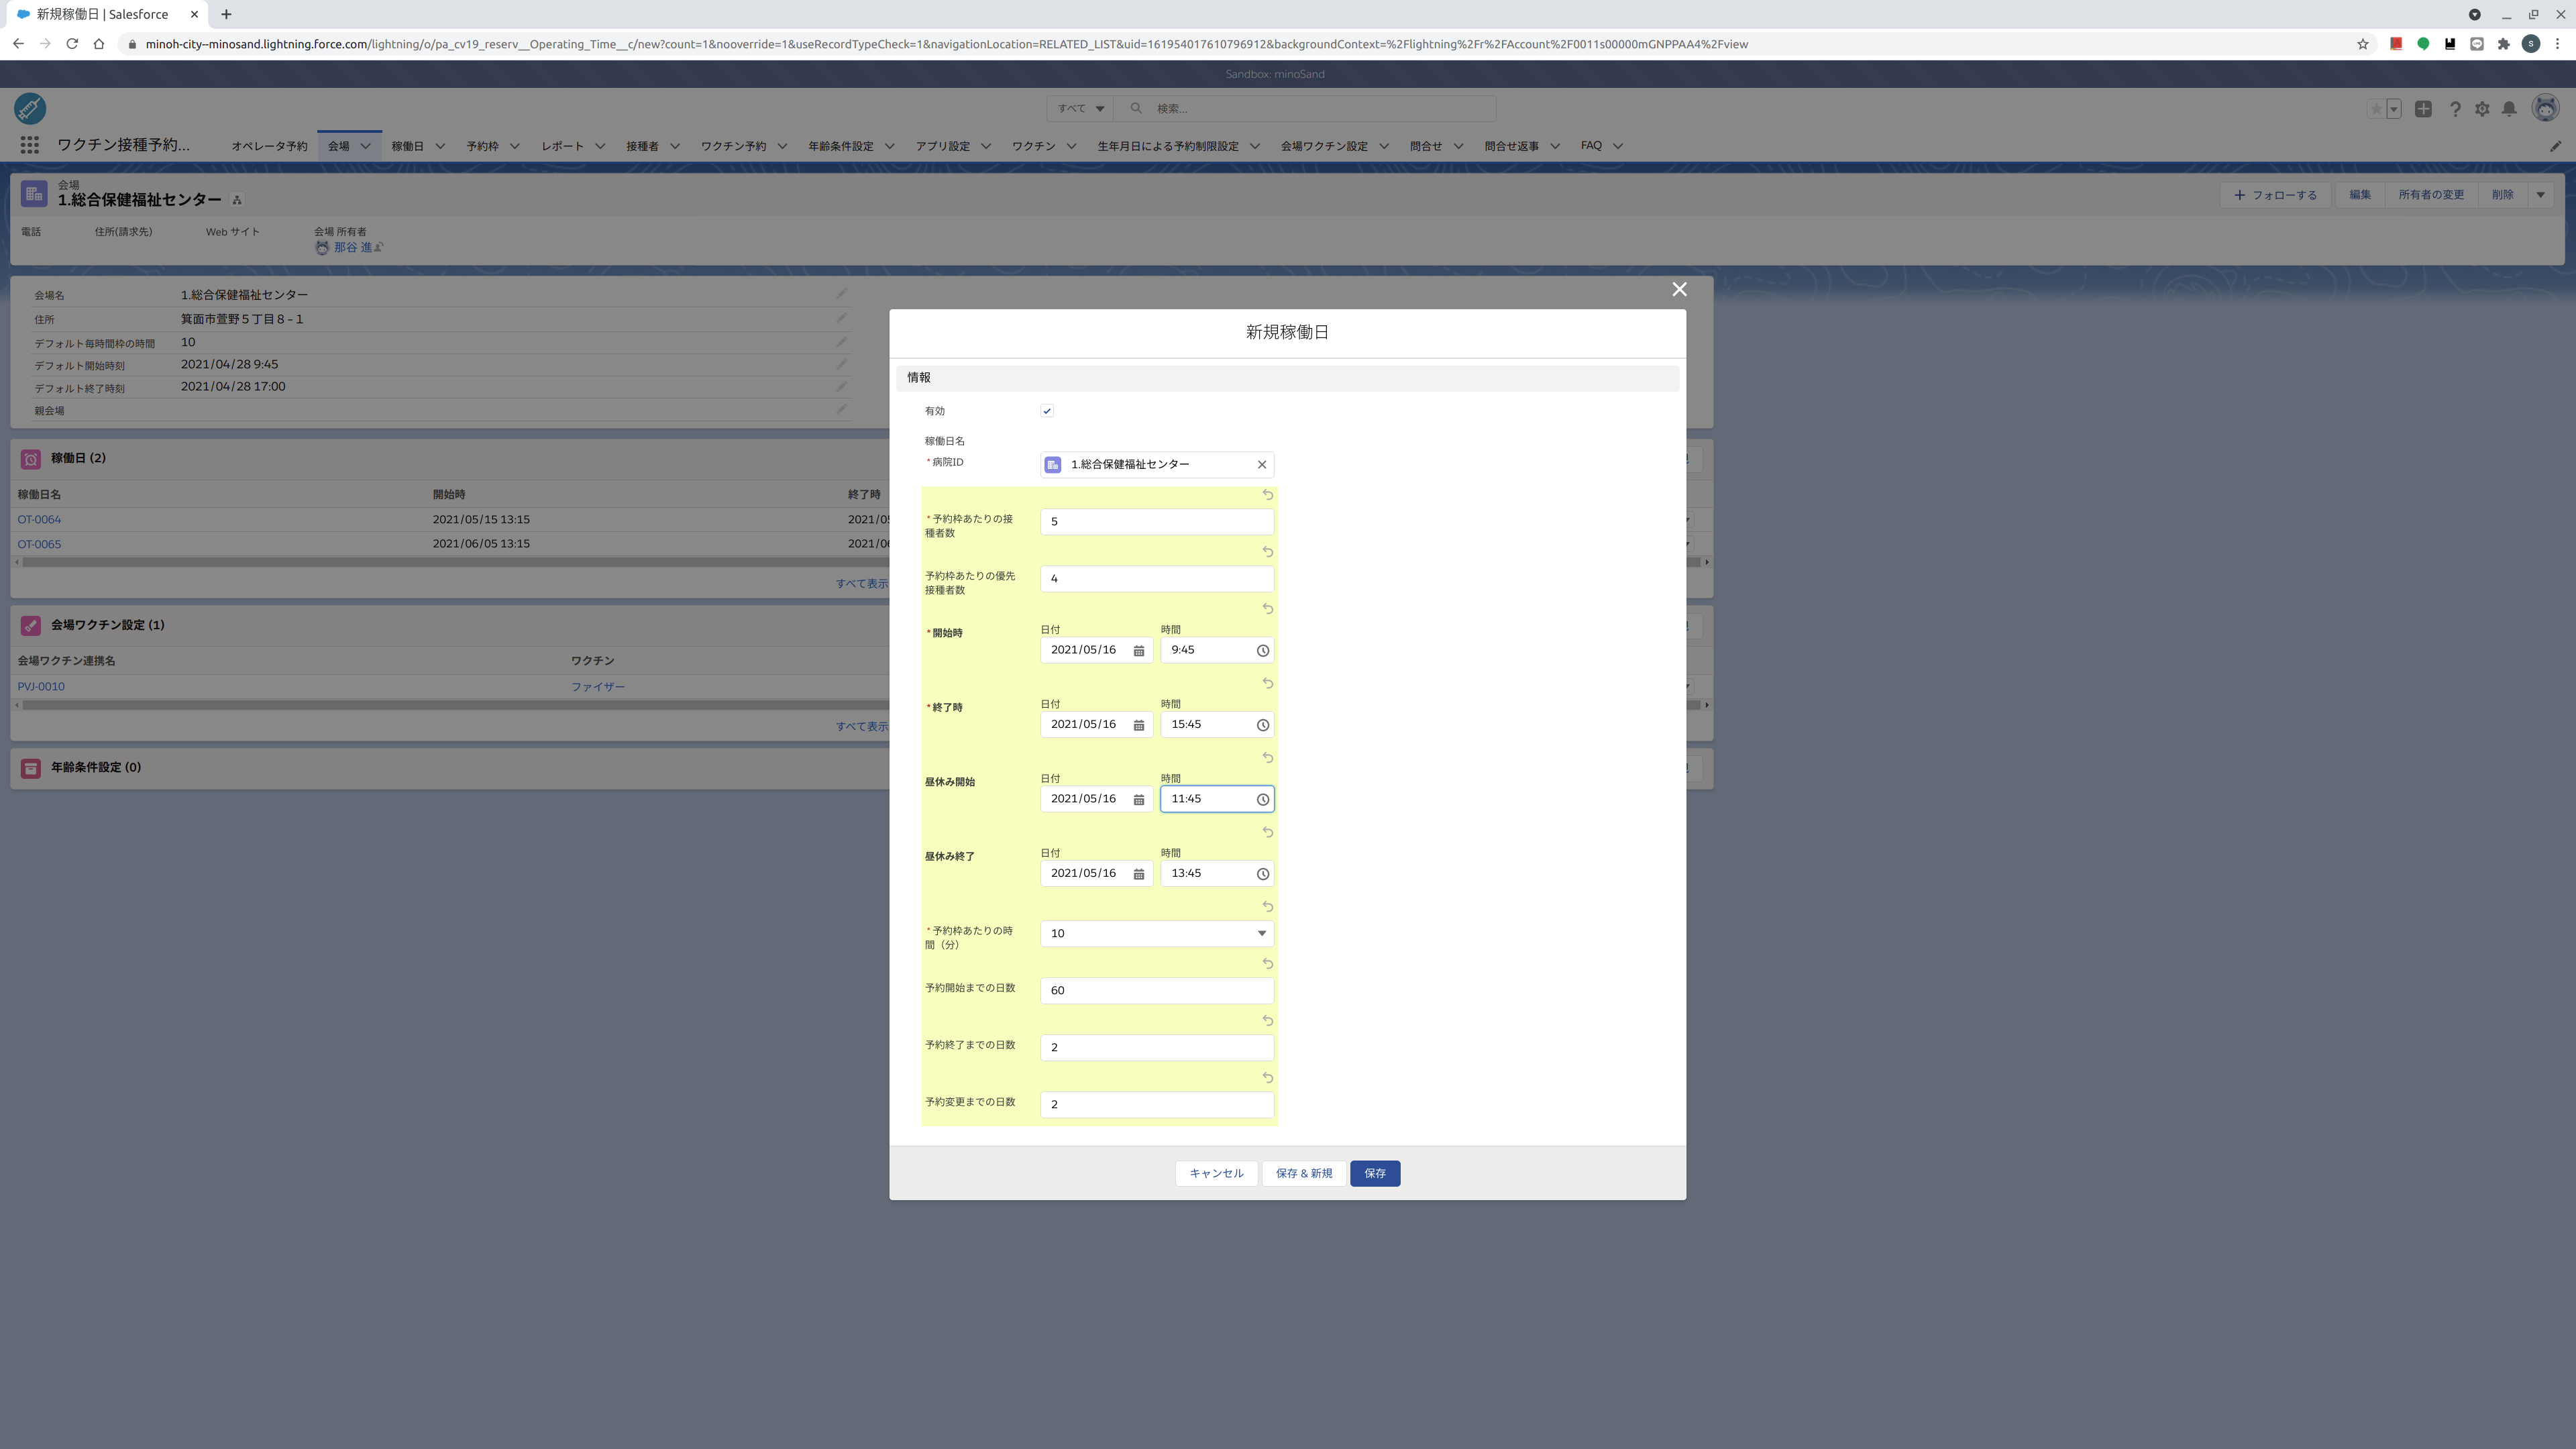 新規稼働日 | Salesforce
minoh-city--minosand.lightning.force.com/lightning/o/pa_cv19_reserv__Operating_Time__c/new?count=1&nooverride=1&useRecordTypeCheck=1&navigationLocation=RELATED_LIST&uid=161954017610796912&backgroundContext=%2Flightning%2Fr%2FAccount%2F0011s00000mGNPPAA4%2Fview
S
Sandbox: minoSand
すべて
検索...
ワクチン接種予約...
オペレータ予約 会場 稼働日 予約枠 レポート 接種者 ワクチン予約 年齢条件設定 アプリ設定 ワクチン 生年月日による予約制限設定 会場ワクチン設定 問合せ 問合せ返事 FAQ
会場
1.総合保健福祉センター
フォローする 編集 所有者の変更 削除
電話 住所(請求先) Web サイト 会場 所有者
那谷 進
会場名 1.総合保健福祉センター
住所 箕面市萱野５丁目８−１
デフォルト毎時間枠の時間 10
デフォルト開始時刻 2021/04/28 9:45
デフォルト終了時刻 2021/04/28 17:00
親会場
稼働日 (2)
稼働日名 開始時 終了時
OT-0064 2021/05/15 13:15
OT-0065 2021/06/05 13:15
すべて表示
会場ワクチン設定 (1)
会場ワクチン連携名 ワクチン
PVJ-0010 ファイザー
すべて表示
年齢条件設定 (0)
新規稼働日
情報
有効
稼働日名
*病院ID 1.総合保健福祉センター
*予約枠あたりの接
種者数
5
予約枠あたりの優先
接種者数
4
*開始時 日付 時間
2021/05/16 9:45
*終了時 日付 時間
2021/05/16 15:45
昼休み開始 日付 時間
2021/05/16 11:45
昼休み終了 日付 時間
2021/05/16 13:45
*予約枠あたりの時
間（分）
10
予約開始までの日数 60
予約終了までの日数 2
予約変更までの日数 2
キャンセル 保存 & 新規 保存